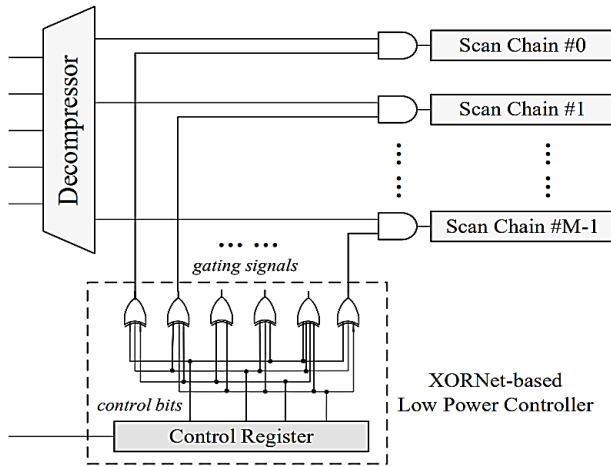 Decompressor
Scan Chain #0
Scan Chain #1
Scan Chain #M-1
gating signals
control bits
Control Register
XORNet-based
Low Power Controller